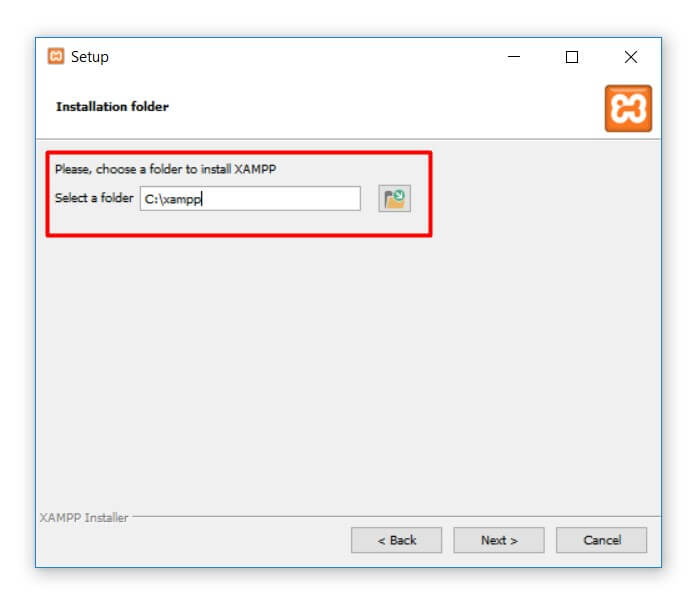 Setup
Installation folder
Please, choose a folder to install XAMPP
Select a folder C:\xampp
XAMPP Installer
< Back Next > Cancel